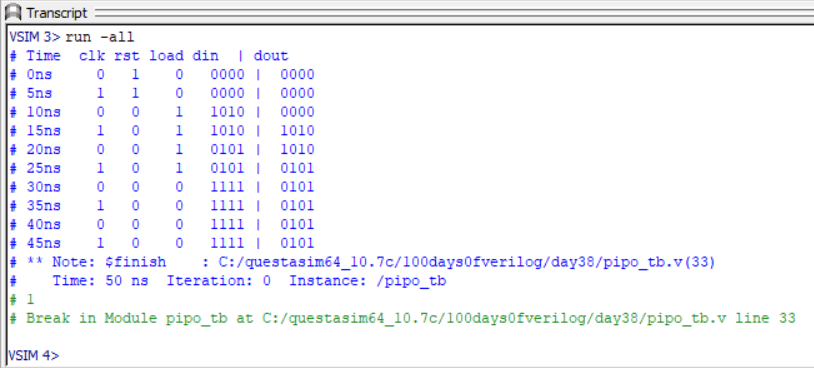 Transcript
VSIM 3> run -all
# Time  clk rst load din  | dout
# 0ns     0   1    0   0000 |  0000
# 5ns     1   1    0   0000 |  0000
# 10ns    0   0    1   1010 |  0000
# 15ns    1   0    1   1010 |  1010
# 20ns    0   0    1   0101 |  1010
# 25ns    1   0    1   0101 |  0101
# 30ns    0   0    0   1111 |  0101
# 35ns    1   0    0   1111 |  0101
# 40ns    0   0    0   1111 |  0101
# 45ns    1   0    0   1111 |  0101
# ** Note: $finish    : C:/questasim64_10.7c/100days0fverilog/day38/pipo_tb.v(33)
#    Time: 50 ns  Iteration: 0  Instance: /pipo_tb
# 1
# Break in Module pipo_tb at C:/questasim64_10.7c/100days0fverilog/day38/pipo_tb.v line 33
VSIM 4>